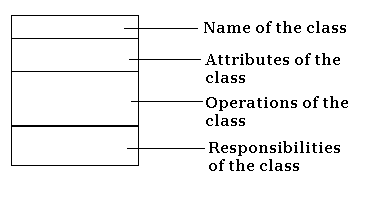 Name of the class
Attributes of the
class
Operations of the
class
Responsibilities
of the class